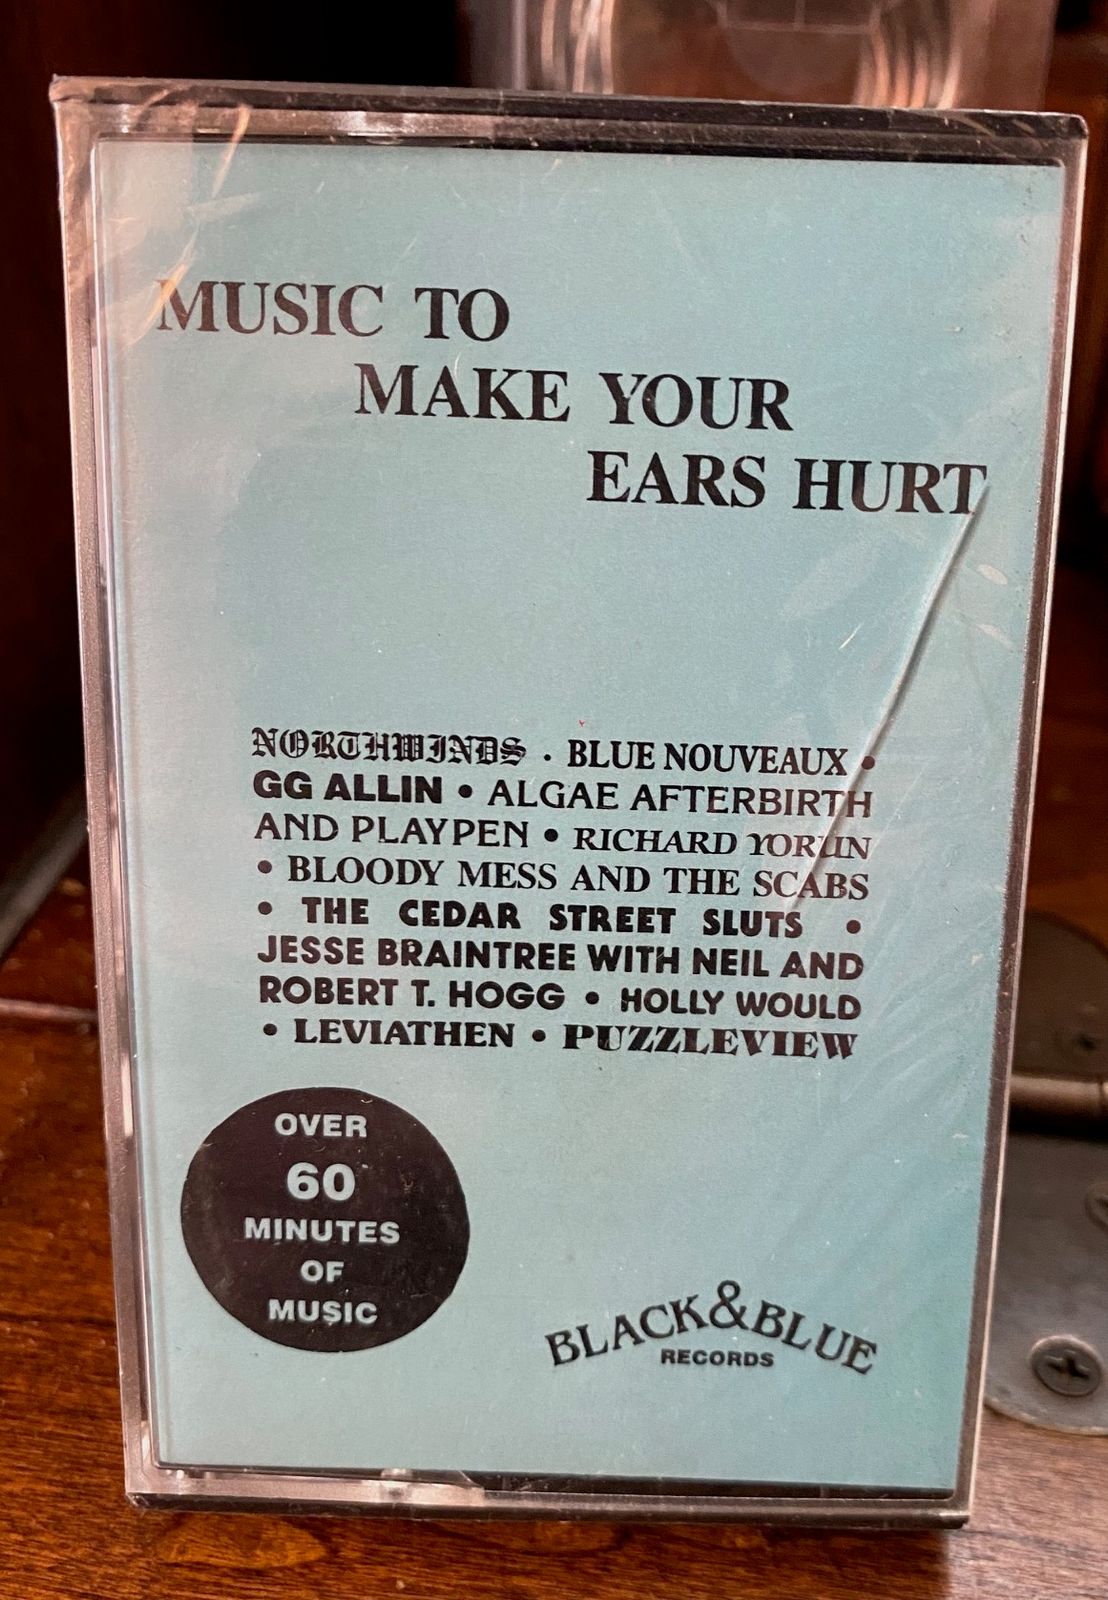 MUSIC TO
MAKE YOUR
EARS HURT
NORTHWINDS · BLUE NOUVEAUX •
GG ALLIN • ALGAE AFTERBIRTH
AND PLAYPEN • RICHARD YORUN
• BLOODY MESS AND THE SCABS
• THE CEDAR STREET SLUTS •
JESSE BRAINTREE WITH NEIL AND
ROBERT T. HOGG • HOLLY WOULD
• LEVIATHEN • PUZZLEVIEW
OVER
60
MINUTES
OF
MUSIC
BLACK & BLUE
RECORDS